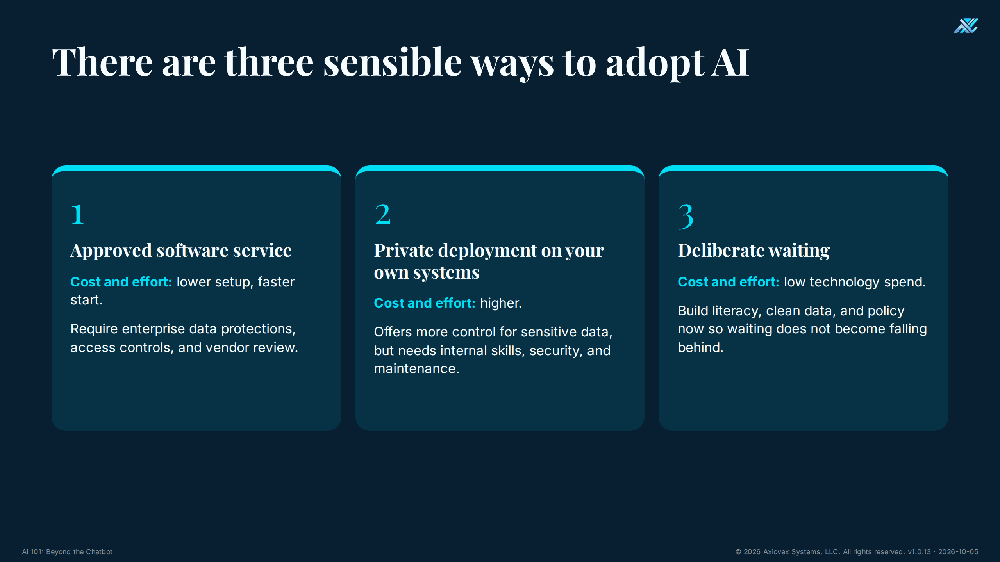 There are three sensible ways to adopt AI
1
Approved software service
Cost and effort: lower setup, faster
start.
Require enterprise data protections,
access controls, and vendor review.
2
Private deployment on your
own systems
Cost and effort: higher.
Offers more control for sensitive data,
but needs internal skills, security, and
maintenance.
3
Deliberate waiting
Cost and effort: low technology spend.
Build literacy, clean data, and policy
now so waiting does not become falling
behind.
AI 101: Beyond the Chatbot
© 2026 Axiovex Systems, LLC. All rights reserved. v1.0.13 · 2026-10-05